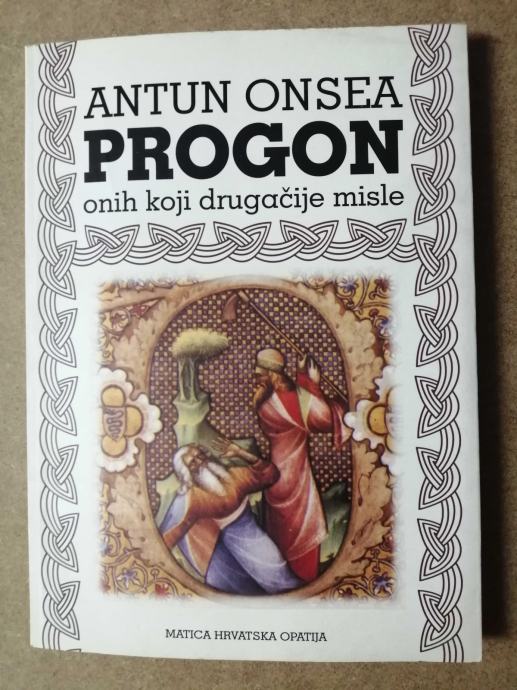 ANTUN ONSEA
PROGON
onih koji drugačije misle
MATICA HRVATSKA OPATIJA